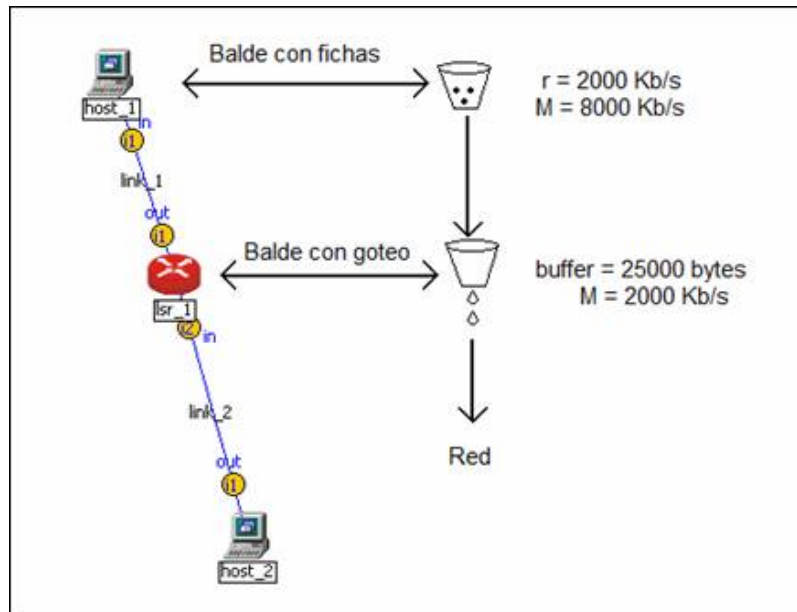 Balde con fichas
r = 2000 Kb/s
M = 8000 Kb/s
host_1
in
i1
link_1
out
i1
Balde con goteo
buffer = 25000 bytes
M = 2000 Kb/s
lsr_1
i2
in
link_2
Red
out
i1
host_2